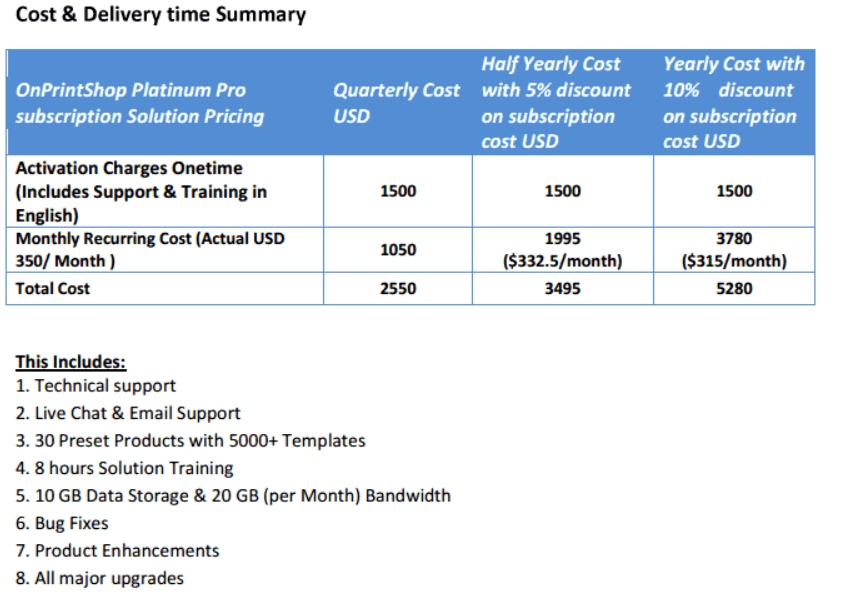 Cost & Delivery time Summary
OnPrintShop Platinum Pro
subscription Solution Pricing
Quarterly Cost
USD
Half Yearly Cost
with 5% discount
on subscription
cost USD
Yearly Cost with
10% discount
on subscription
cost USD
Activation Charges Onetime
(Includes Support & Training in
English)
1500
1500
1500
Monthly Recurring Cost (Actual USD
350/ Month )
1050
1995
($332.5/month)
3780
($315/month)
Total Cost
2550
3495
5280
This Includes:
1. Technical support
2. Live Chat & Email Support
3. 30 Preset Products with 5000+ Templates
4. 8 hours Solution Training
5. 10 GB Data Storage & 20 GB (per Month) Bandwidth
6. Bug Fixes
7. Product Enhancements
8. All major upgrades